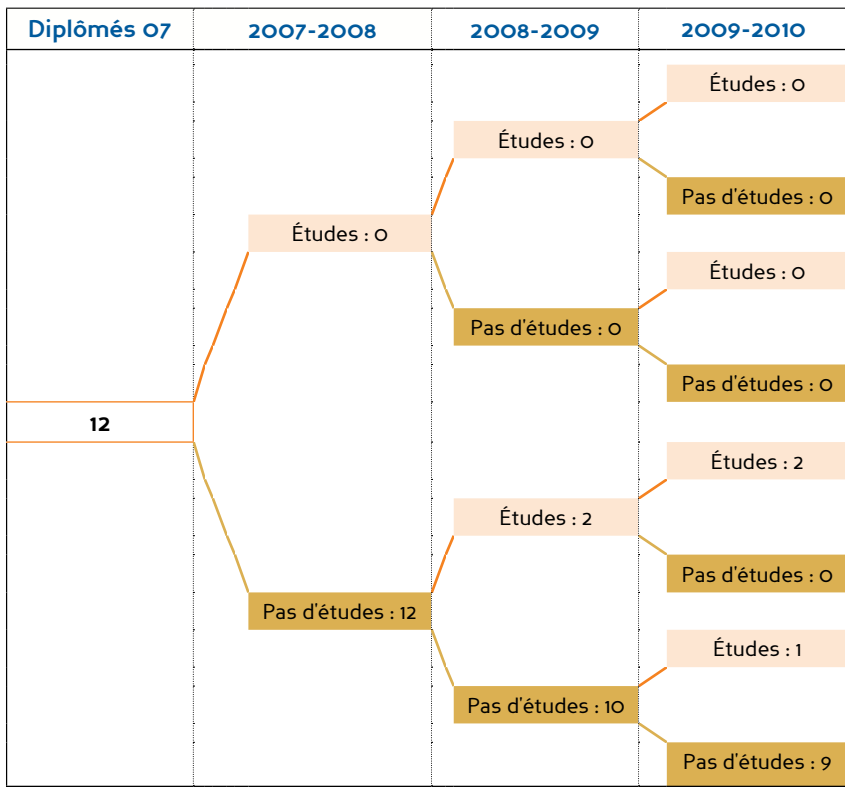 Diplômés 07 2007-2008 2008-2009 2009-2010
Études : 0
Études : 0
Pas d'études : 0
Études : 0
Études : 0
Pas d'études : 0
Pas d'études : 0
12
Études : 2
Études : 2
Pas d'études : 0
Pas d'études : 12
Études : 1
Pas d'études : 10
Pas d'études : 9